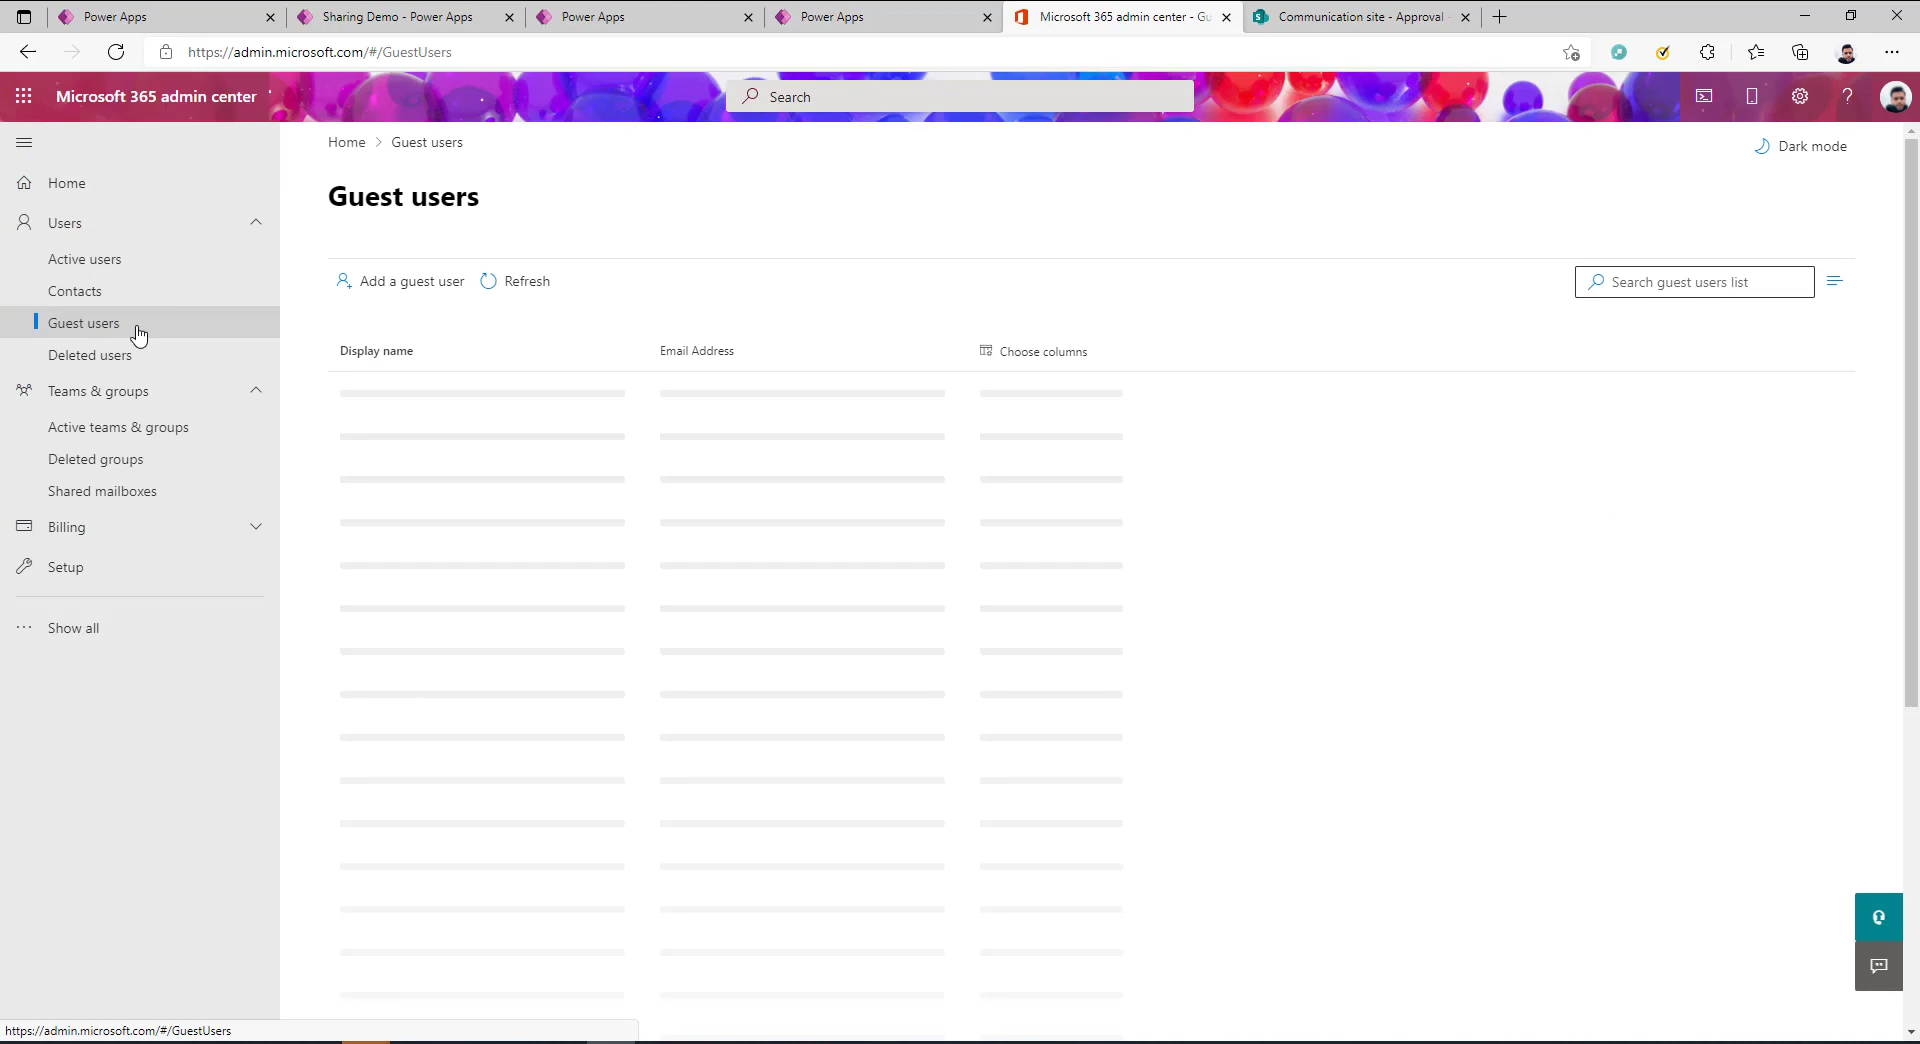 Power Apps
Sharing Demo - Power Apps
Power Apps
Power Apps
Microsoft 365 admin center - Gu
Communication site - Approval -
https://admin.microsoft.com/#/GuestUsers
Microsoft 365 admin center
Search
Home > Guest users
Dark mode
Home
Guest users
Users
Active users
Contacts
Guest users
Deleted users
Teams & groups
Active teams & groups
Deleted groups
Shared mailboxes
Billing
Setup
Show all
Add a guest user
Refresh
Search guest users list
Display name
Email Address
Choose columns
https://admin.microsoft.com/#/GuestUsers